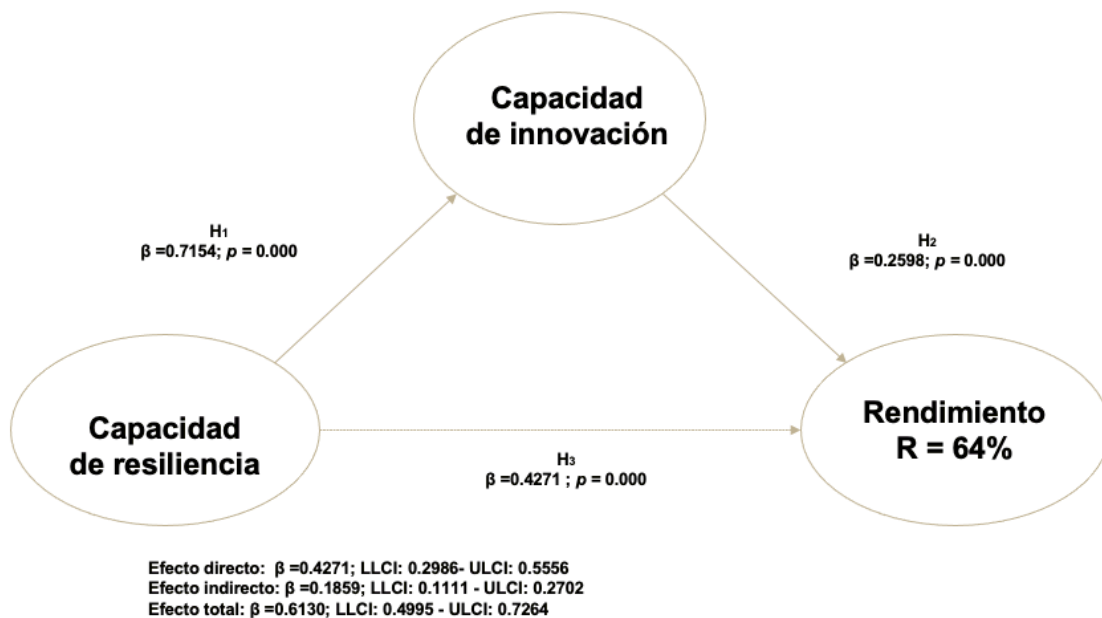 Capacidad
de innovación
H1
β =0.7154; p = 0.000
H2
β =0.2598; p = 0.000
Capacidad
de resiliencia
Rendimiento
R = 64%
H3
β =0.4271 ; p = 0.000
Efecto directo: β =0.4271; LLCI: 0.2986- ULCI: 0.5556
Efecto indirecto: β =0.1859; LLCI: 0.1111 - ULCI: 0.2702
Efecto total: β =0.6130; LLCI: 0.4995 - ULCI: 0.7264